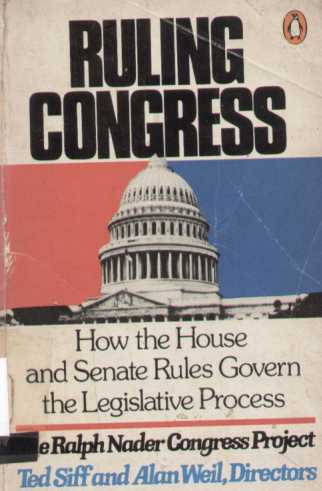 RULING
CONGRESS
How the House
and Senate Rules Govern
the Legislative Process
e Ralph Nader Congress Project
Ted Siff and Alan Weil, Directors